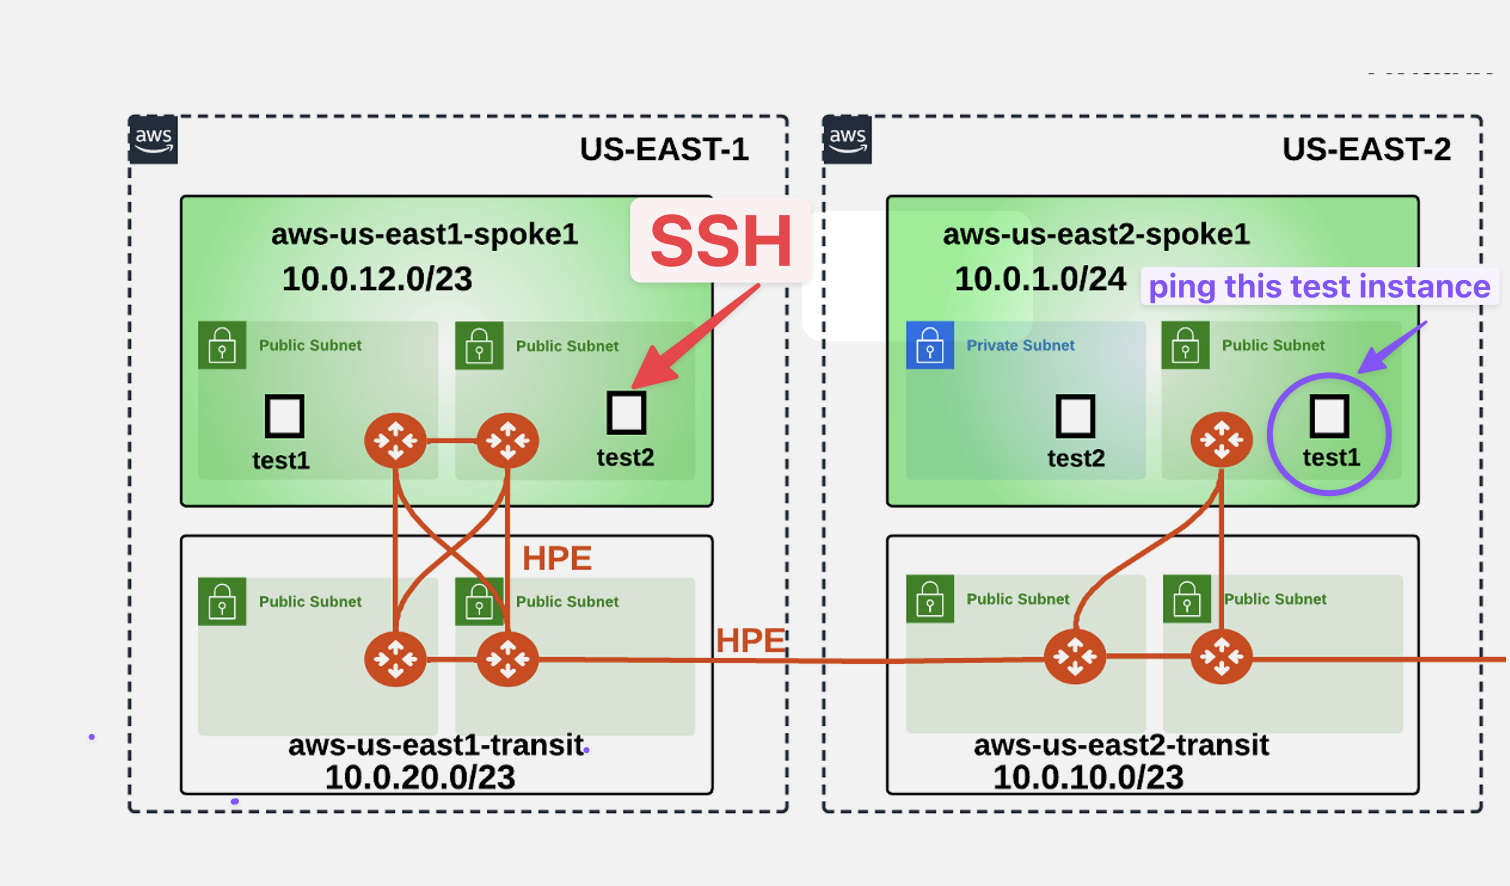 aws
US-EAST-1
aws-us-east1-spoke1
10.0.12.0/23
SSH
Public Subnet
Public Subnet
test1
test2
HPE
Public Subnet
Public Subnet
HPE
aws-us-east1-transit
10.0.20.0/23
aws
US-EAST-2
aws-us-east2-spoke1
10.0.1.0/24
ping this test instance
Private Subnet
Public Subnet
test2
test1
Public Subnet
Public Subnet
aws-us-east2-transit
10.0.10.0/23